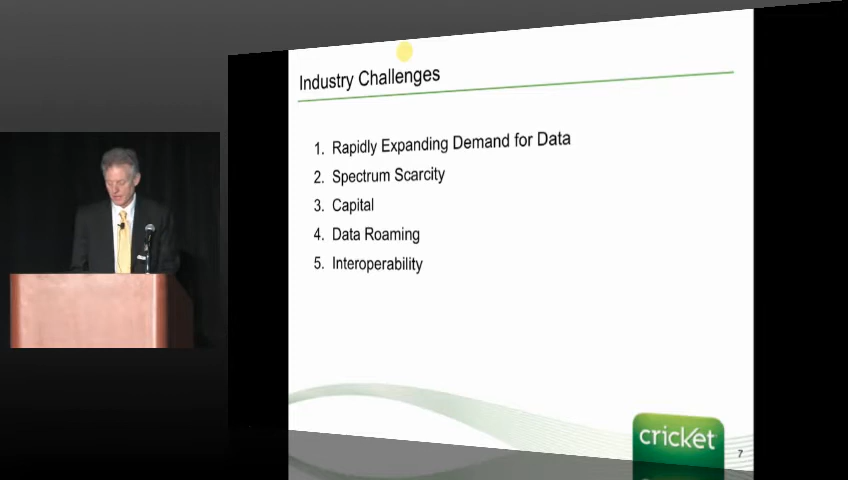 Industry Challenges
1. Rapidly Expanding Demand for Data
2. Spectrum Scarcity
3. Capital
4. Data Roaming
5. Interoperability
cricket
7